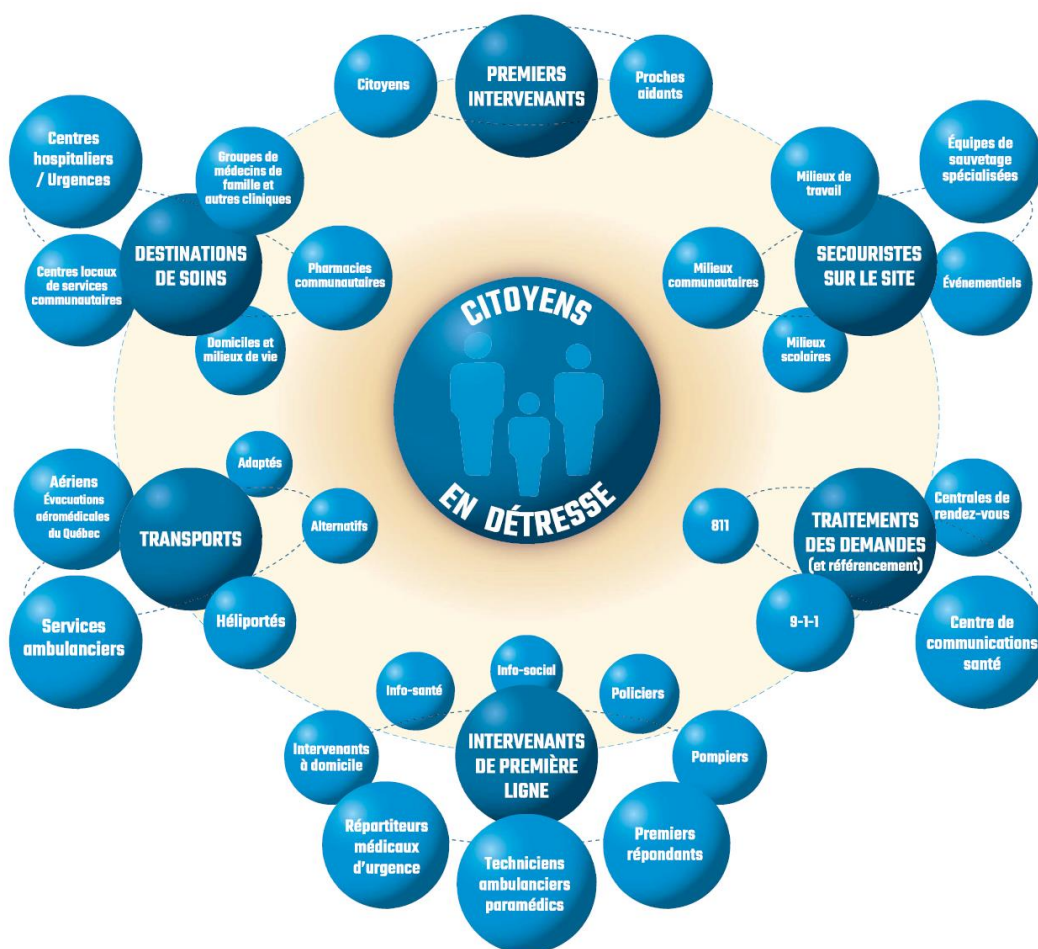 Citoyens
PREMIERS
INTERVENANTS
Proches
aidants
Centres
hospitaliers
/ Urgences
Groupes de
médecins de
famille et
autres cliniques
DESTINATIONS
DE SOINS
Centres locaux
de services
communautaires
Pharmacies
communautaires
Domiciles et
milieux de vie
Équipes de
sauvetage
spécialisées
Milieux de
travail
SECOURISTES
SUR LE SITE
Milieux
communautaires
Événementiels
Milieux
scolaires
CITOYENS
EN DÉTRESSE
Adaptés
Aériens
Évacuations
aéromédicales
du Québec
TRANSPORTS
Alternatifs
Services
ambulanciers
Héliportés
Centrales de
rendez-vous
811
TRAITEMENTS
DES DEMANDES
(et référencement)
9-1-1
Centre de
communications
santé
Info-santé
Info-social
Policiers
Intervenants
à domicile
INTERVENANTS
DE PREMIÈRE
LIGNE
Pompiers
Répartiteurs
médicaux
d'urgence
Techniciens
ambulanciers
paramédics
Premiers
répondants